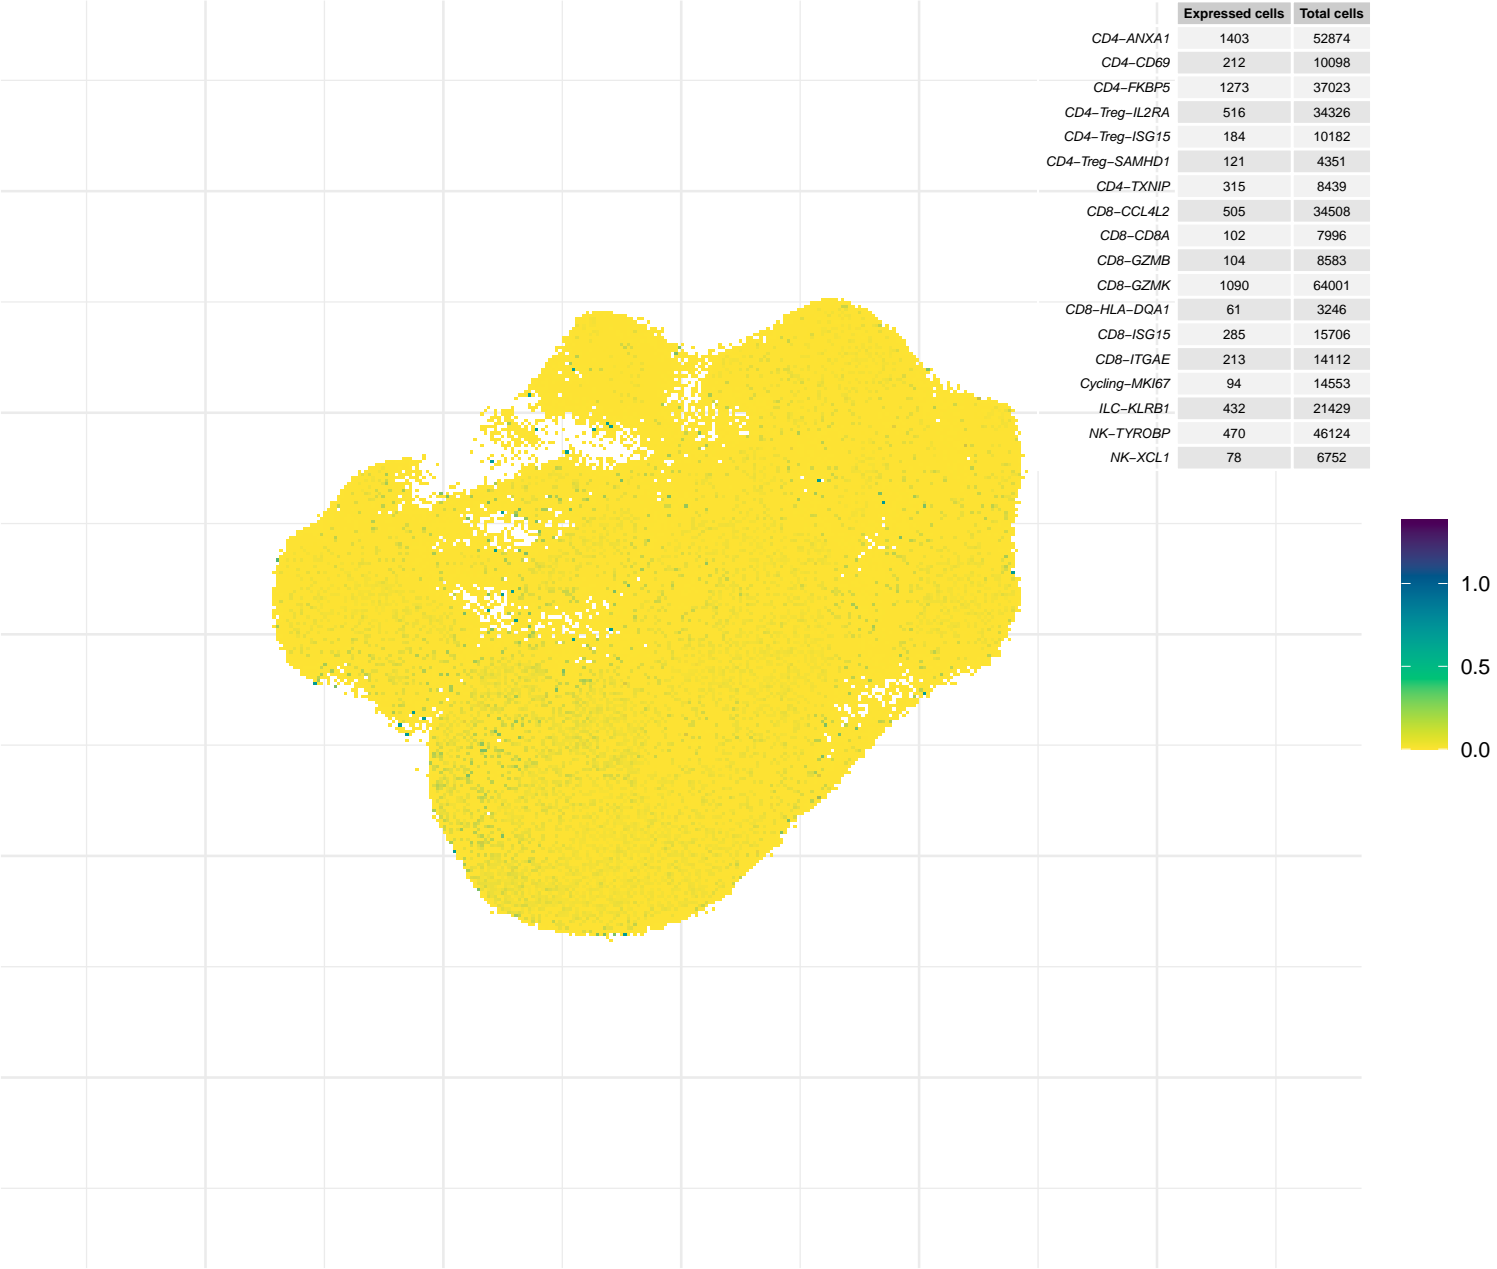 Expressed cells Total cells
CD4−ANXA1 1403 52874
CD4−CD69 212 10098
CD4−FKBP5 1273 37023
CD4−Treg−IL2RA 516 34326
CD4−Treg−ISG15 184 10182
CD4−Treg−SAMHD1 121 4351
CD4−TXNIP 315 8439
CD8−CCL4L2 505 34508
CD8−CD8A 102 7996
CD8−GZMB 104 8583
CD8−GZMK 1090 64001
CD8−HLA−DQA1 61 3246
CD8−ISG15 285 15706
CD8−ITGAE 213 14112
Cycling−MKI67 94 14553
ILC−KLRB1 432 21429
NK−TYROBP 470 46124
NK−XCL1 78 6752
1.0
0.5
0.0